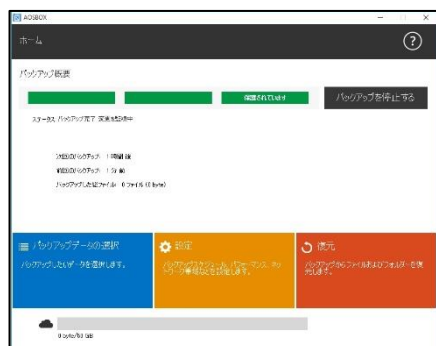 AOSBOX
ホーム
?
バックアップ概要
保護されています
バックアップを停止する
ステータス バックアップ完了 変更を監視中
次回のバックアップ: 1 時間 後
前回のバックアップ: 1 分 前
バックアップしたファイル: 0 ファイル (0 byte)
バックアップデータの選択
バックアップしたいデータを選択します。
設定
バックアップスケジュール、パフォーマンス、ネットワーク帯域などを設定します。
復元
バックアップからファイルおよびフォルダーを復元します。
0 byte/50 GB